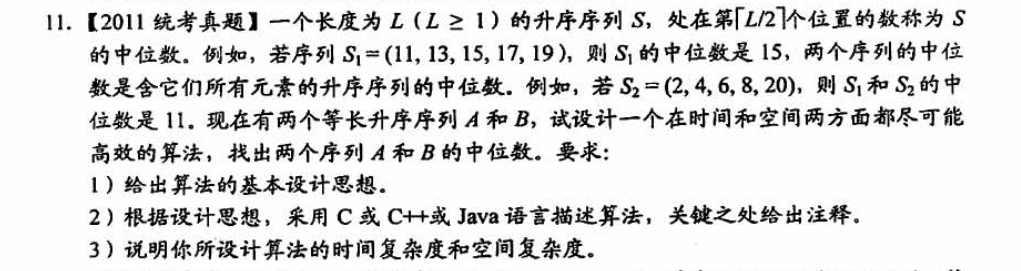 11.【2011 统考真题】一个长度为 L（L ≥ 1）的升序序列 S，处在第⌈L/2⌉个位置的数称为 S
的中位数。例如，若序列 S₁ = (11, 13, 15, 17, 19)，则 S₁ 的中位数是 15，两个序列的中位
数是含它们所有元素的升序序列的中位数。例如，若 S₂ = (2, 4, 6, 8, 20)，则 S₁ 和 S₂ 的中
位数是 11。现在有两个等长升序序列 A 和 B，试设计一个在时间和空间两方面都尽可能
高效的算法，找出两个序列 A 和 B 的中位数。要求：
1）给出算法的基本设计思想。
2）根据设计思想，采用 C 或 C++或 Java 语言描述算法，关键之处给出注释。
3）说明你所设计算法的时间复杂度和空间复杂度。